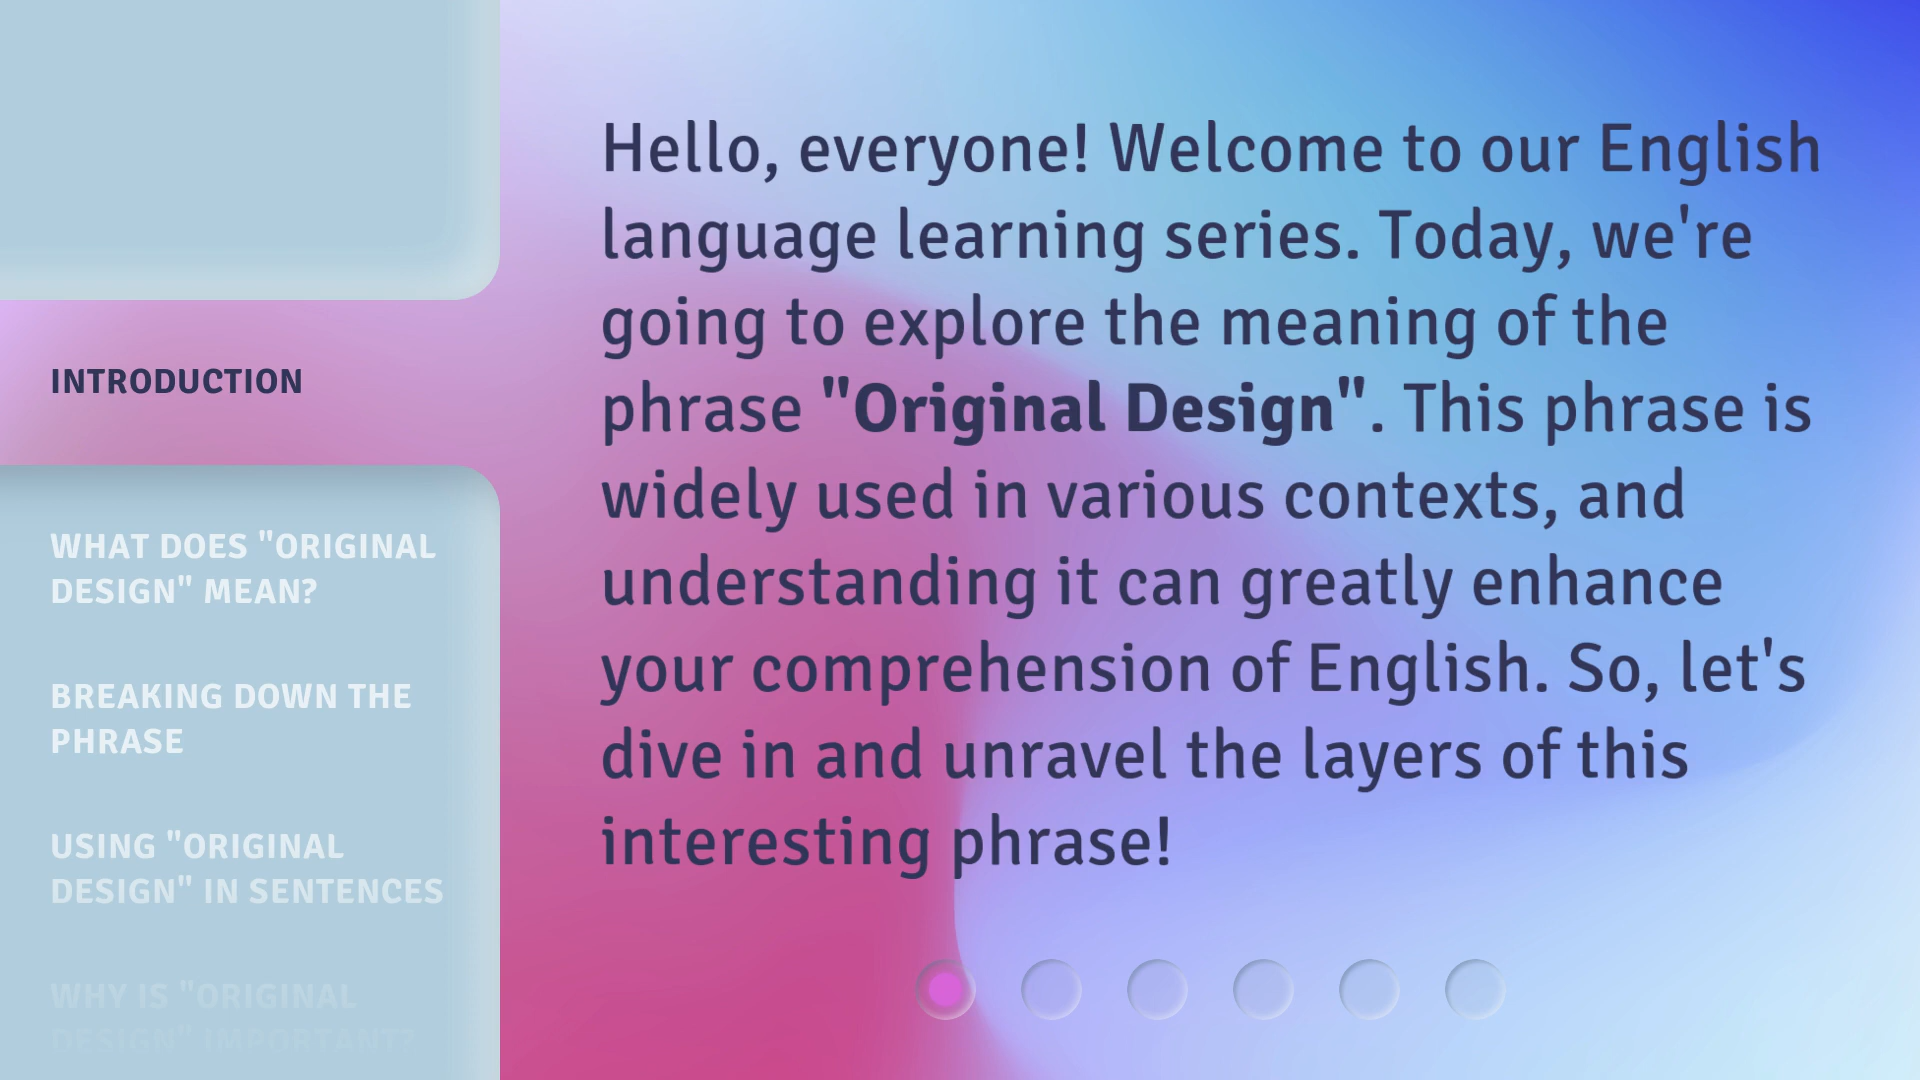 INTRODUCTION
WHAT DOES "ORIGINAL
DESIGN" MEAN?
BREAKING DOWN THE
PHRASE
USING "ORIGINAL
DESIGN" IN SENTENCES
WHY IS "ORIGINAL
DESIGN" IMPORTANT?
Hello, everyone! Welcome to our English
language learning series. Today, we're
going to explore the meaning of the
phrase "Original Design". This phrase is
widely used in various contexts, and
understanding it can greatly enhance
your comprehension of English. So, let's
dive in and unravel the layers of this
interesting phrase!